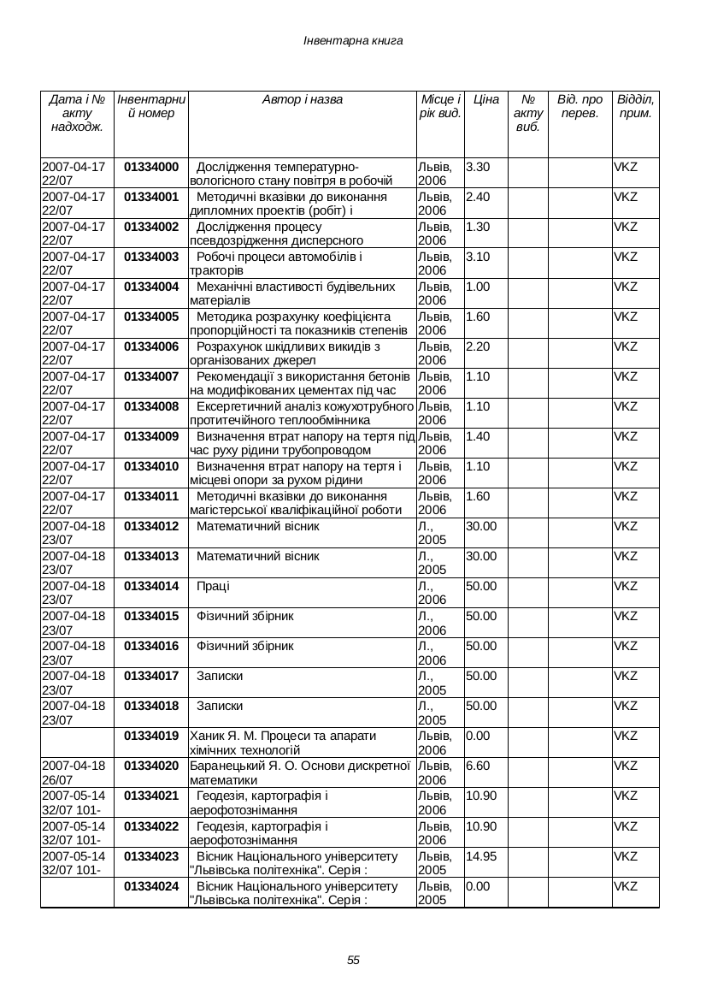 Інвентарна книга
Дата і № Інвентарни Автор і назва Місце і Ціна № Від. про Відділ,
акту й номер рік вид. акту перев. прим.
надходж. виб.
2007-04-17 01334000 Дослідження температурно- Львів, 3.30 VKZ
22/07 вологісного стану повітря в робочій 2006
2007-04-17 01334001 Методичні вказівки до виконання Львів, 2.40 VKZ
22/07 дипломних проектів (робіт) і 2006
2007-04-17 01334002 Дослідження процесу Львів, 1.30 VKZ
22/07 псевдозрідження дисперсного 2006
2007-04-17 01334003 Робочі процеси автомобілів і Львів, 3.10 VKZ
22/07 тракторів 2006
2007-04-17 01334004 Механічні властивості будівельних Львів, 1.00 VKZ
22/07 матеріалів 2006
2007-04-17 01334005 Методика розрахунку коефіцієнта Львів, 1.60 VKZ
22/07 пропорційності та показників степенів 2006
2007-04-17 01334006 Розрахунок шкідливих викидів з Львів, 2.20 VKZ
22/07 організованих джерел 2006
2007-04-17 01334007 Рекомендації з використання бетонів Львів, 1.10 VKZ
22/07 на модифікованих цементах під час 2006
2007-04-17 01334008 Ексергетичний аналіз кожухотрубного Львів, 1.10 VKZ
22/07 протитечійного теплообмінника 2006
2007-04-17 01334009 Визначення втрат напору на тертя під Львів, 1.40 VKZ
22/07 час руху рідини трубопроводом 2006
2007-04-17 01334010 Визначення втрат напору на тертя і Львів, 1.10 VKZ
22/07 місцеві опори за рухом рідини 2006
2007-04-17 01334011 Методичні вказівки до виконання Львів, 1.60 VKZ
22/07 магістерської кваліфікаційної роботи 2006
2007-04-18 01334012 Математичний вісник Л., 30.00 VKZ
23/07 2005
2007-04-18 01334013 Математичний вісник Л., 30.00 VKZ
23/07 2005
2007-04-18 01334014 Праці Л., 50.00 VKZ
23/07 2006
2007-04-18 01334015 Фізичний збірник Л., 50.00 VKZ
23/07 2006
2007-04-18 01334016 Фізичний збірник Л., 50.00 VKZ
23/07 2006
2007-04-18 01334017 Записки Л., 50.00 VKZ
23/07 2005
2007-04-18 01334018 Записки Л., 50.00 VKZ
23/07 2005
01334019 Ханик Я. М. Процеси та апарати Львів, 0.00 VKZ
хімічних технологій 2006
2007-04-18 01334020 Баранецький Я. О. Основи дискретної Львів, 6.60 VKZ
26/07 математики 2006
2007-05-14 01334021 Геодезія, картографія і Львів, 10.90 VKZ
32/07 101- аерофотознімання 2006
2007-05-14 01334022 Геодезія, картографія і Львів, 10.90 VKZ
32/07 101- аерофотознімання 2006
2007-05-14 01334023 Вісник Національного університету Львів, 14.95 VKZ
32/07 101- "Львівська політехніка". Серія : 2005
01334024 Вісник Національного університету Львів, 0.00 VKZ
"Львівська політехніка". Серія : 2005
55